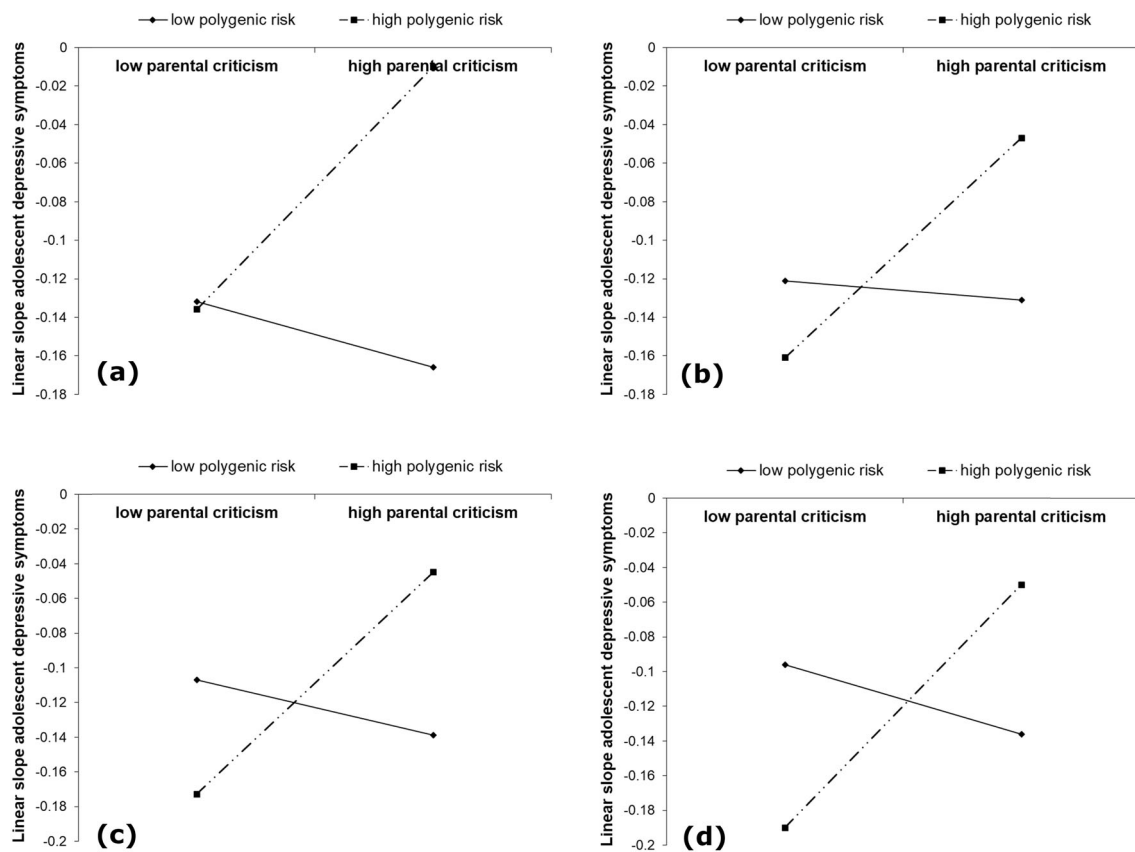 low polygenic risk high polygenic risk
Linear slope adolescent depressive symptoms
0
-0.02
-0.04
-0.06
-0.08
-0.1
-0.12
-0.14
-0.16
-0.18
low parental criticism high parental criticism
(a)
low polygenic risk high polygenic risk
Linear slope adolescent depressive symptoms
0
-0.02
-0.04
-0.06
-0.08
-0.1
-0.12
-0.14
-0.16
-0.18
low parental criticism high parental criticism
(b)
low polygenic risk high polygenic risk
Linear slope adolescent depressive symptoms
0
-0.02
-0.04
-0.06
-0.08
-0.1
-0.12
-0.14
-0.16
-0.18
-0.2
low parental criticism high parental criticism
(c)
low polygenic risk high polygenic risk
Linear slope adolescent depressive symptoms
0
-0.02
-0.04
-0.06
-0.08
-0.1
-0.12
-0.14
-0.16
-0.18
-0.2
low parental criticism high parental criticism
(d)